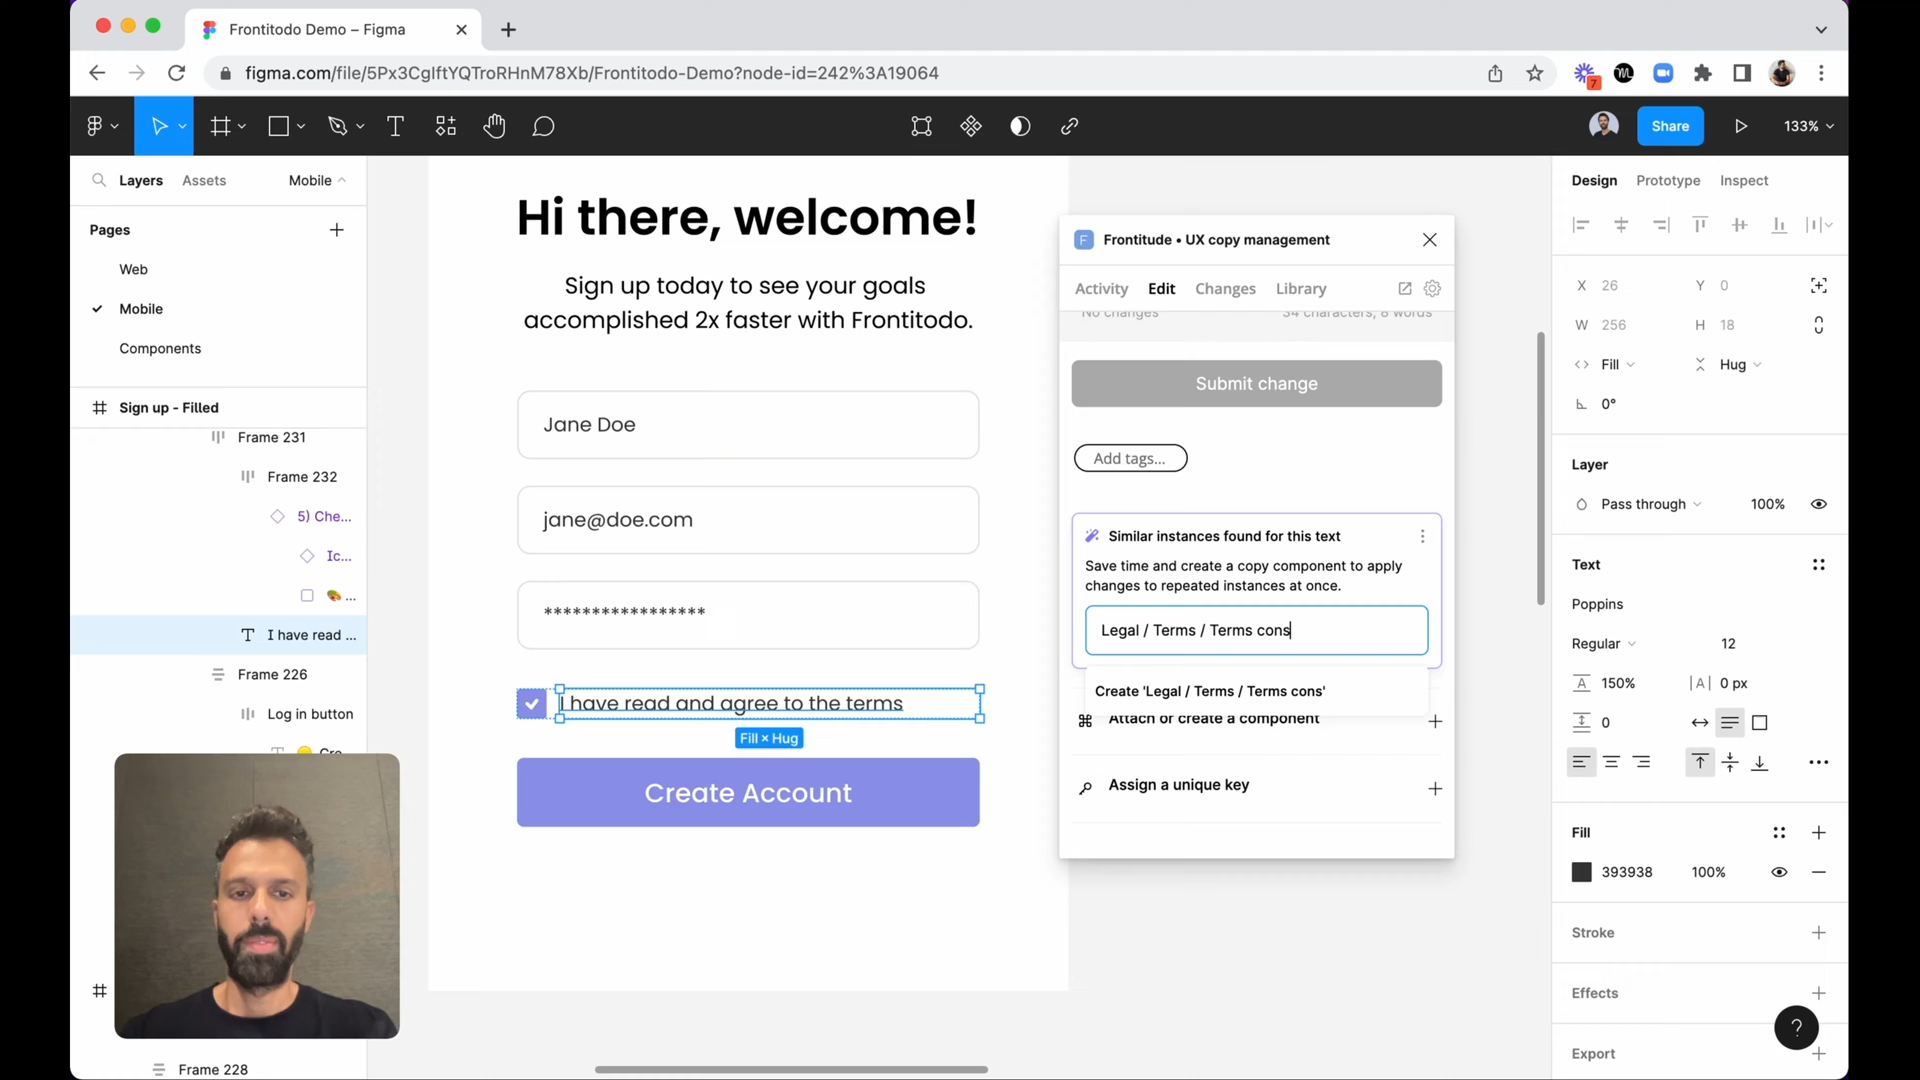 Frontitodo Demo – Figma
figma.com/file/5Px3CgIftYQTroRHnM78Xb/Frontitodo-Demo?node-id=242%3A19064
7
Share
133%
Layers
Assets
Mobile
Pages
Web
Mobile
Components
Sign up - Filled
Frame 231
Frame 232
5) Che...
Ic...
...
I have read ...
Frame 226
Log in button
Frame 228
Hi there, welcome!
Sign up today to see your goals
accomplished 2x faster with Frontitodo.
Jane Doe
jane@doe.com
*****************
I have read and agree to the terms
Fill × Hug
Create Account
F
Frontitude • UX copy management
Activity
Edit
Changes
Library
No changes
34 characters, 8 words
Submit change
Add tags...
Similar instances found for this text
Save time and create a copy component to apply
changes to repeated instances at once.
Legal / Terms / Terms cons
Create 'Legal / Terms / Terms cons'
Attach or create a component
Assign a unique key
Design
Prototype
Inspect
X 26
Y 0
W 256
H 18
Fill
Hug
0°
Layer
Pass through
100%
Text
Poppins
Regular
12
150%
0 px
0
Fill
393938
100%
Stroke
Effects
Export
?